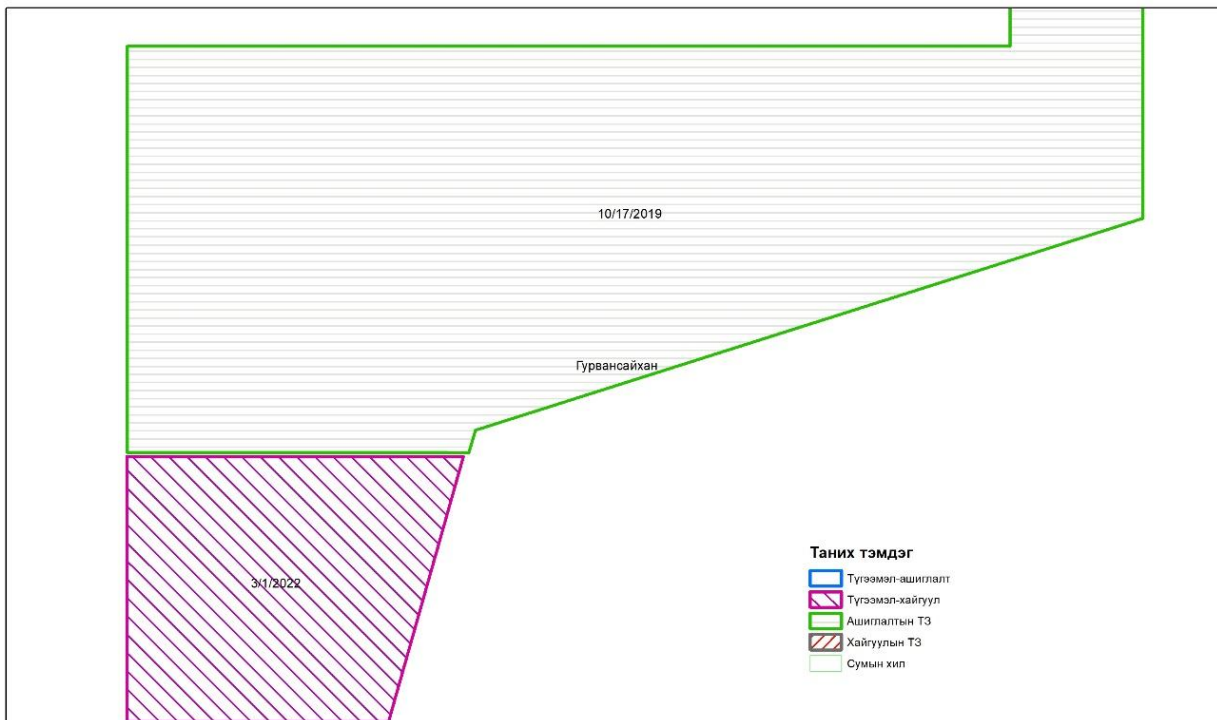 10/17/2019
Гурвансайхан
3/1/2022
Таних тэмдэг
Түгээмэл-ашиглалт
Түгээмэл-хайгуул
Ашиглалтын ТЗ
Хайгуулын ТЗ
Сумын хил